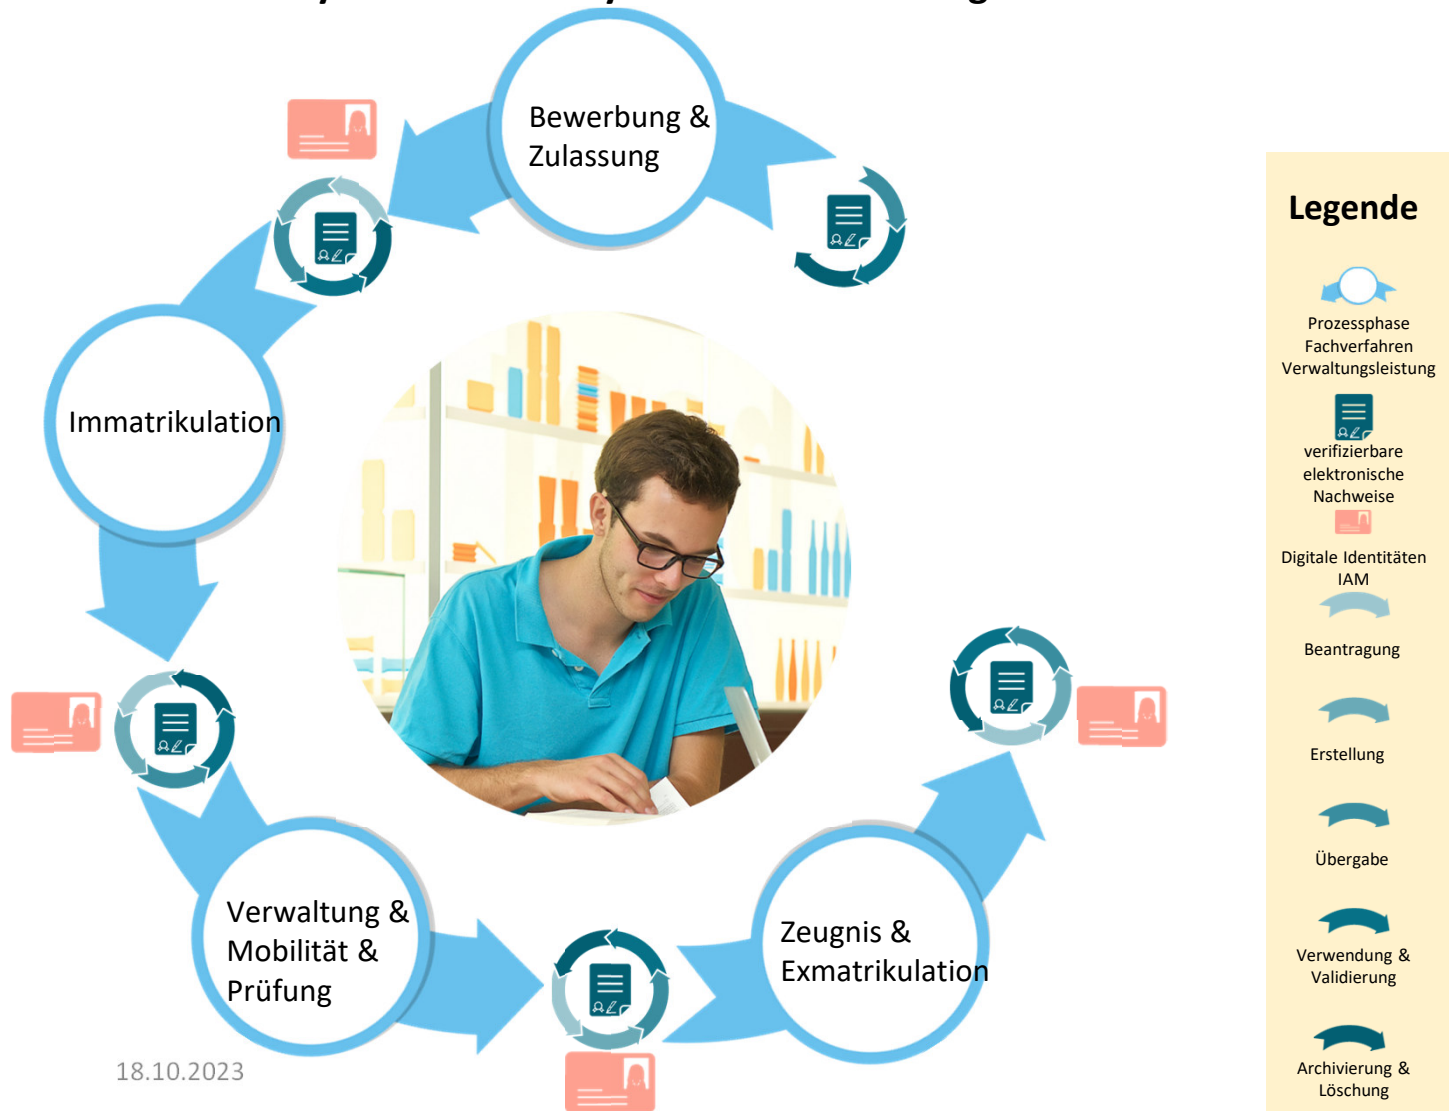 Bewerbung &
Zulassung
Immatrikulation
Verwaltung &
Mobilität &
Prüfung
Zeugnis &
Exmatrikulation
18.10.2023
Legende
Prozessphase
Fachverfahren
Verwaltungsleistung
verifizierbare
elektronische
Nachweise
Digitale Identitäten
IAM
Beantragung
Erstellung
Übergabe
Verwendung &
Validierung
Archivierung &
Löschung